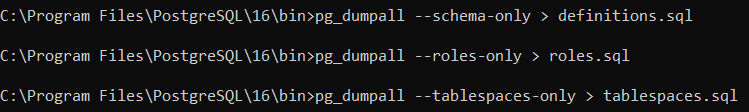 C:\Program Files\PostgreSQL\16\bin>pg_dumpall --schema-only > definitions.sql
C:\Program Files\PostgreSQL\16\bin>pg_dumpall --roles-only > roles.sql
C:\Program Files\PostgreSQL\16\bin>pg_dumpall --tablespaces-only > tablespaces.sql